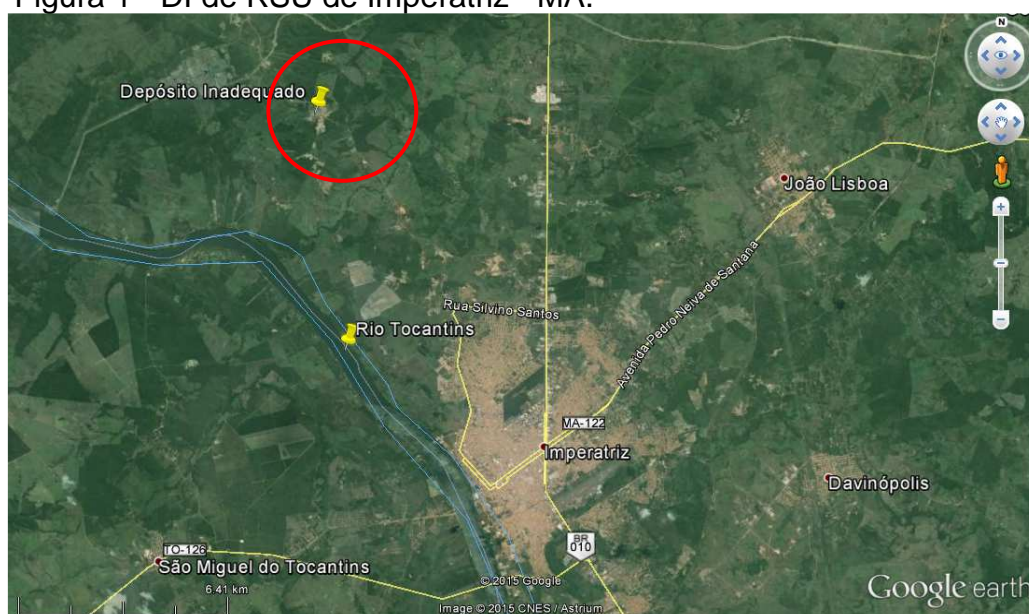 Figura 1 - DI de RSU de Imperatriz - MA.
N
Depósito Inadequado
João Lisboa
Avenida Pedro Neiva de Santana
Rua Silvino Santos
Rio Tocantins
MA-122
Imperatriz
Davinópolis
BR
010
TO-126
São Miguel do Tocantins
6.41 km
© 2015 Google
Image © 2015 CNES / Astrium
Google earth